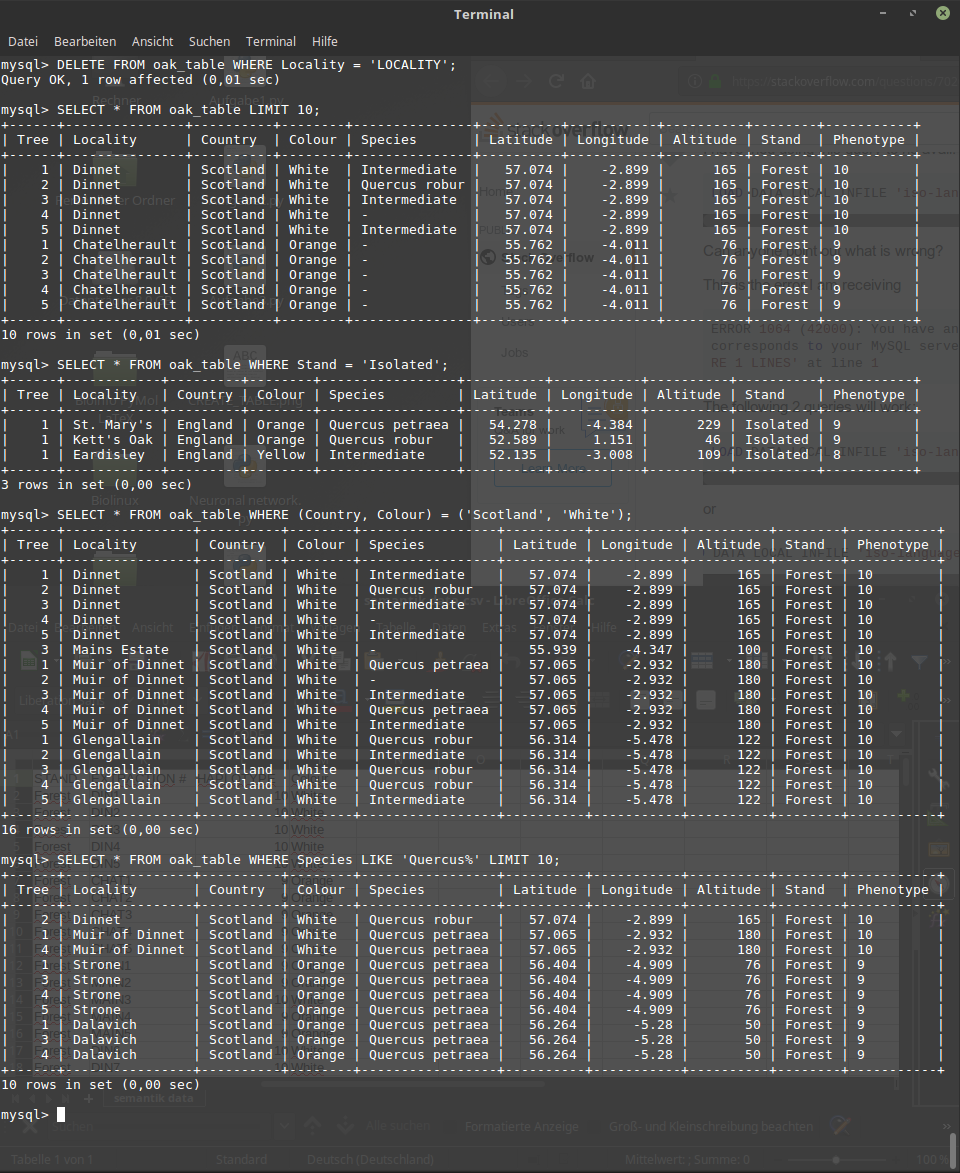 Terminal
Datei Bearbeiten Ansicht Suchen Terminal Hilfe
mysql> DELETE FROM oak_table WHERE Locality = 'LOCALITY';
Query OK, 1 row affected (0,01 sec)
mysql> SELECT * FROM oak_table LIMIT 10;
| Tree | Locality | Country | Colour | Species | Latitude | Longitude | Altitude | Stand | Phenotype |
| 1 | Dinnet | Scotland | White | Intermediate | 57.074 | -2.899 | 165 | Forest | 10 |
| 2 | Dinnet | Scotland | White | Quercus robur | 57.074 | -2.899 | 165 | Forest | 10 |
| 3 | Dinnet | Scotland | White | Intermediate | 57.074 | -2.899 | 165 | Forest | 10 |
| 4 | Dinnet | Scotland | White | - | 57.074 | -2.899 | 165 | Forest | 10 |
| 5 | Dinnet | Scotland | White | Intermediate | 57.074 | -2.899 | 165 | Forest | 10 |
| 1 | Chatelherault | Scotland | Orange | - | 55.762 | -4.011 | 76 | Forest | 9 |
| 2 | Chatelherault | Scotland | Orange | - | 55.762 | -4.011 | 76 | Forest | 9 |
| 3 | Chatelherault | Scotland | Orange | - | 55.762 | -4.011 | 76 | Forest | 9 |
| 4 | Chatelherault | Scotland | Orange | - | 55.762 | -4.011 | 76 | Forest | 9 |
| 5 | Chatelherault | Scotland | Orange | - | 55.762 | -4.011 | 76 | Forest | 9 |
10 rows in set (0,01 sec)
mysql> SELECT * FROM oak_table WHERE Stand = 'Isolated';
| Tree | Locality | Country | Colour | Species | Latitude | Longitude | Altitude | Stand | Phenotype |
| 1 | St. Mary's | England | Orange | Quercus petraea | 54.278 | -4.384 | 229 | Isolated | 9 |
| 1 | Kett's Oak | England | Orange | Quercus robur | 52.589 | 1.151 | 46 | Isolated | 9 |
| 1 | Eardisley | England | Yellow | Intermediate | 52.135 | -3.008 | 109 | Isolated | 8 |
3 rows in set (0,00 sec)
mysql> SELECT * FROM oak_table WHERE (Country, Colour) = ('Scotland', 'White');
| Tree | Locality | Country | Colour | Species | Latitude | Longitude | Altitude | Stand | Phenotype |
| 1 | Dinnet | Scotland | White | Intermediate | 57.074 | -2.899 | 165 | Forest | 10 |
| 2 | Dinnet | Scotland | White | Quercus robur | 57.074 | -2.899 | 165 | Forest | 10 |
| 3 | Dinnet | Scotland | White | Intermediate | 57.074 | -2.899 | 165 | Forest | 10 |
| 4 | Dinnet | Scotland | White | - | 57.074 | -2.899 | 165 | Forest | 10 |
| 5 | Dinnet | Scotland | White | Intermediate | 57.074 | -2.899 | 165 | Forest | 10 |
| 3 | Mains Estate | Scotland | White | - | 55.939 | -4.347 | 100 | Forest | 10 |
| 1 | Muir of Dinnet | Scotland | White | Quercus petraea | 57.065 | -2.932 | 180 | Forest | 10 |
| 2 | Muir of Dinnet | Scotland | White | - | 57.065 | -2.932 | 180 | Forest | 10 |
| 3 | Muir of Dinnet | Scotland | White | Intermediate | 57.065 | -2.932 | 180 | Forest | 10 |
| 4 | Muir of Dinnet | Scotland | White | Quercus petraea | 57.065 | -2.932 | 180 | Forest | 10 |
| 5 | Muir of Dinnet | Scotland | White | Intermediate | 57.065 | -2.932 | 180 | Forest | 10 |
| 1 | Glengallain | Scotland | White | Quercus robur | 56.314 | -5.478 | 122 | Forest | 10 |
| 2 | Glengallain | Scotland | White | Intermediate | 56.314 | -5.478 | 122 | Forest | 10 |
| 3 | Glengallain | Scotland | White | Quercus robur | 56.314 | -5.478 | 122 | Forest | 10 |
| 4 | Glengallain | Scotland | White | Quercus robur | 56.314 | -5.478 | 122 | Forest | 10 |
| 5 | Glengallain | Scotland | White | Intermediate | 56.314 | -5.478 | 122 | Forest | 10 |
16 rows in set (0,00 sec)
mysql> SELECT * FROM oak_table WHERE Species LIKE 'Quercus%' LIMIT 10;
| Tree | Locality | Country | Colour | Species | Latitude | Longitude | Altitude | Stand | Phenotype |
| 2 | Dinnet | Scotland | White | Quercus robur | 57.074 | -2.899 | 165 | Forest | 10 |
| 1 | Muir of Dinnet | Scotland | White | Quercus petraea | 57.065 | -2.932 | 180 | Forest | 10 |
| 4 | Muir of Dinnet | Scotland | White | Quercus petraea | 57.065 | -2.932 | 180 | Forest | 10 |
| 1 | Strone | Scotland | Orange | Quercus petraea | 56.404 | -4.909 | 76 | Forest | 9 |
| 3 | Strone | Scotland | Orange | Quercus petraea | 56.404 | -4.909 | 76 | Forest | 9 |
| 4 | Strone | Scotland | Orange | Quercus petraea | 56.404 | -4.909 | 76 | Forest | 9 |
| 5 | Strone | Scotland | Orange | Quercus petraea | 56.404 | -4.909 | 76 | Forest | 9 |
| 1 | Dalavich | Scotland | Orange | Quercus petraea | 56.264 | -5.28 | 50 | Forest | 9 |
| 3 | Dalavich | Scotland | Orange | Quercus petraea | 56.264 | -5.28 | 50 | Forest | 9 |
| 4 | Dalavich | Scotland | Orange | Quercus petraea | 56.264 | -5.28 | 50 | Forest | 9 |
10 rows in set (0,00 sec)
mysql>
semantik data
Alle suchen Formatierte Anzeige Groß- und Kleinschreibung beachten
Tabelle 1 von 1 Standard Deutsch (Deutschland) Mittelwert: ; Summe: 0 100 %